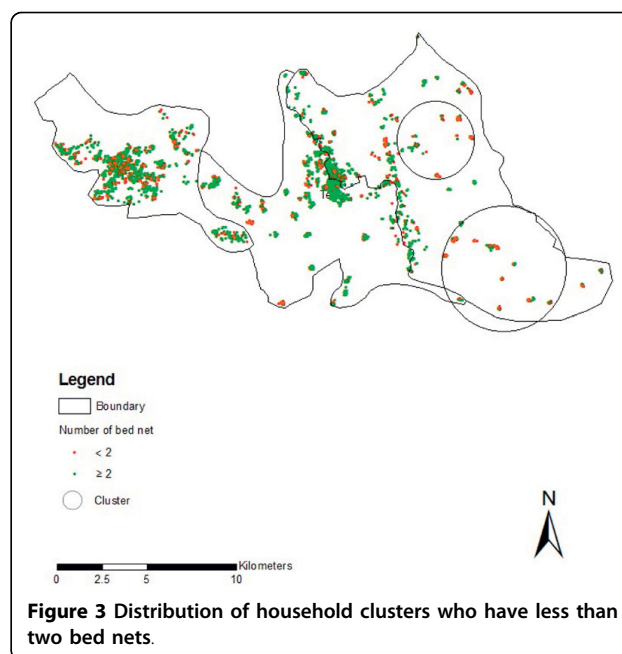 Legend
Boundary
Number of bed net
< 2
≥ 2
Cluster
N
Kilometers
0 2.5 5 10
Figure 3 Distribution of household clusters who have less than
two bed nets.